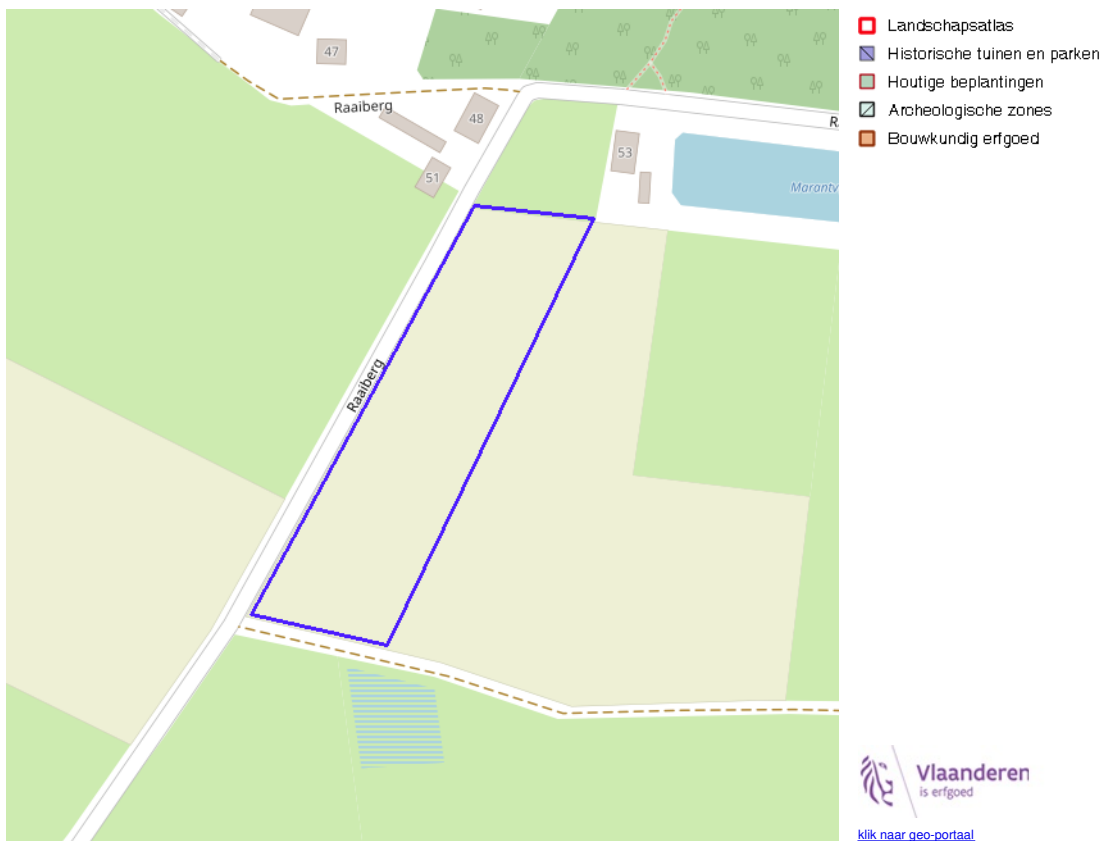 47
Raaiberg
48
51
53
Raaiberg
Landschapsatlas
Historische tuinen en parken
Houtige beplantingen
Archeologische zones
Bouwkundig erfgoed
Vlaanderen
is erfgoed
klik naar geo-portaal